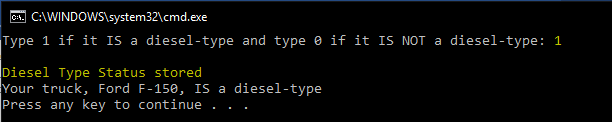 C:\WINDOWS\system32\cmd.exe
Type 1 if it IS a diesel-type and type 0 if it IS NOT a diesel-type: 1
Diesel Type Status stored
Your truck, Ford F-150, IS a diesel-type
Press any key to continue . . .